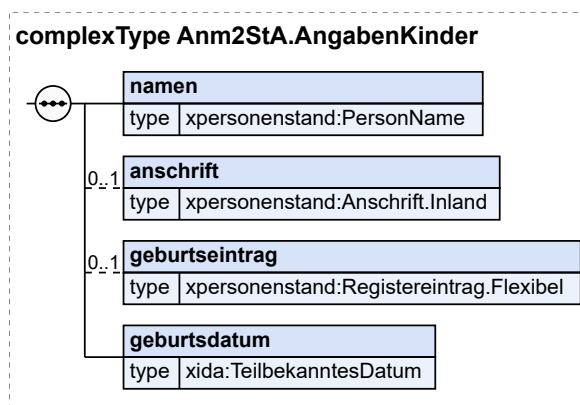 complexType Anm2StA.AngabenKinder
namen
type xpersonenstand:PersonName
0..1 anschrift
type xpersonenstand:Anschrift.Inland
0..1 geburtseintrag
type xpersonenstand:Registereintrag.Flexibel
geburtsdatum
type xida:TeilbekanntesDatum